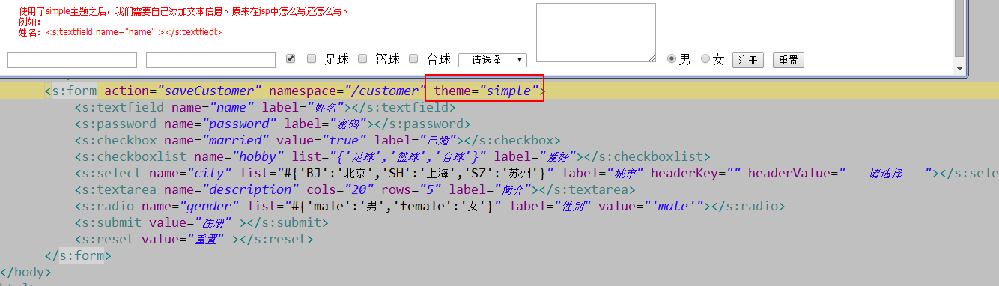 使用了simple主题之后，我们需要自己添加文本信息。原来在jsp中怎么写还怎么写。
例如：
姓名：<s:textfield name="name" ></s:textfiedl>
足球 篮球 台球 ---请选择--- 男 女 注册 重置
<s:form action="saveCustomer" namespace="/customer" theme="simple">
<s:textfield name="name" label="姓名"></s:textfield>
<s:password name="password" label="密码"></s:password>
<s:checkbox name="married" value="true" label="已婚"></s:checkbox>
<s:checkboxlist name="hobby" list="{'足球','篮球','台球'}" label="爱好"></s:checkboxlist>
<s:select name="city" list="#{'BJ':'北京','SH':'上海','SZ':'苏州'}" label="城市" headerKey="" headerValue="---请选择---"></s:sele
<s:textarea name="description" cols="20" rows="5" label="简介"></s:textarea>
<s:radio name="gender" list="#{'male':'男','female':'女'}" label="性别" value="'male'"></s:radio>
<s:submit value="注册" ></s:submit>
<s:reset value="重置" ></s:reset>
</s:form>
</body>